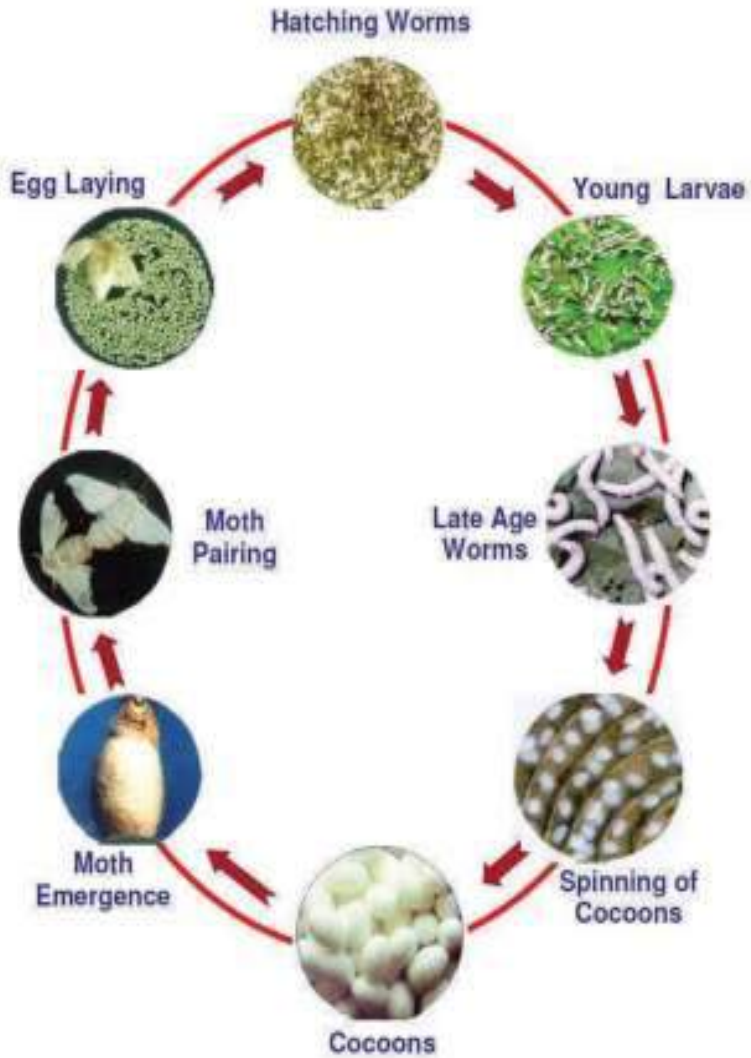 Hatching Worms
Young Larvae
Late Age
Worms
Spinning of
Cocoons
Cocoons
Moth
Emergence
Moth
Pairing
Egg Laying